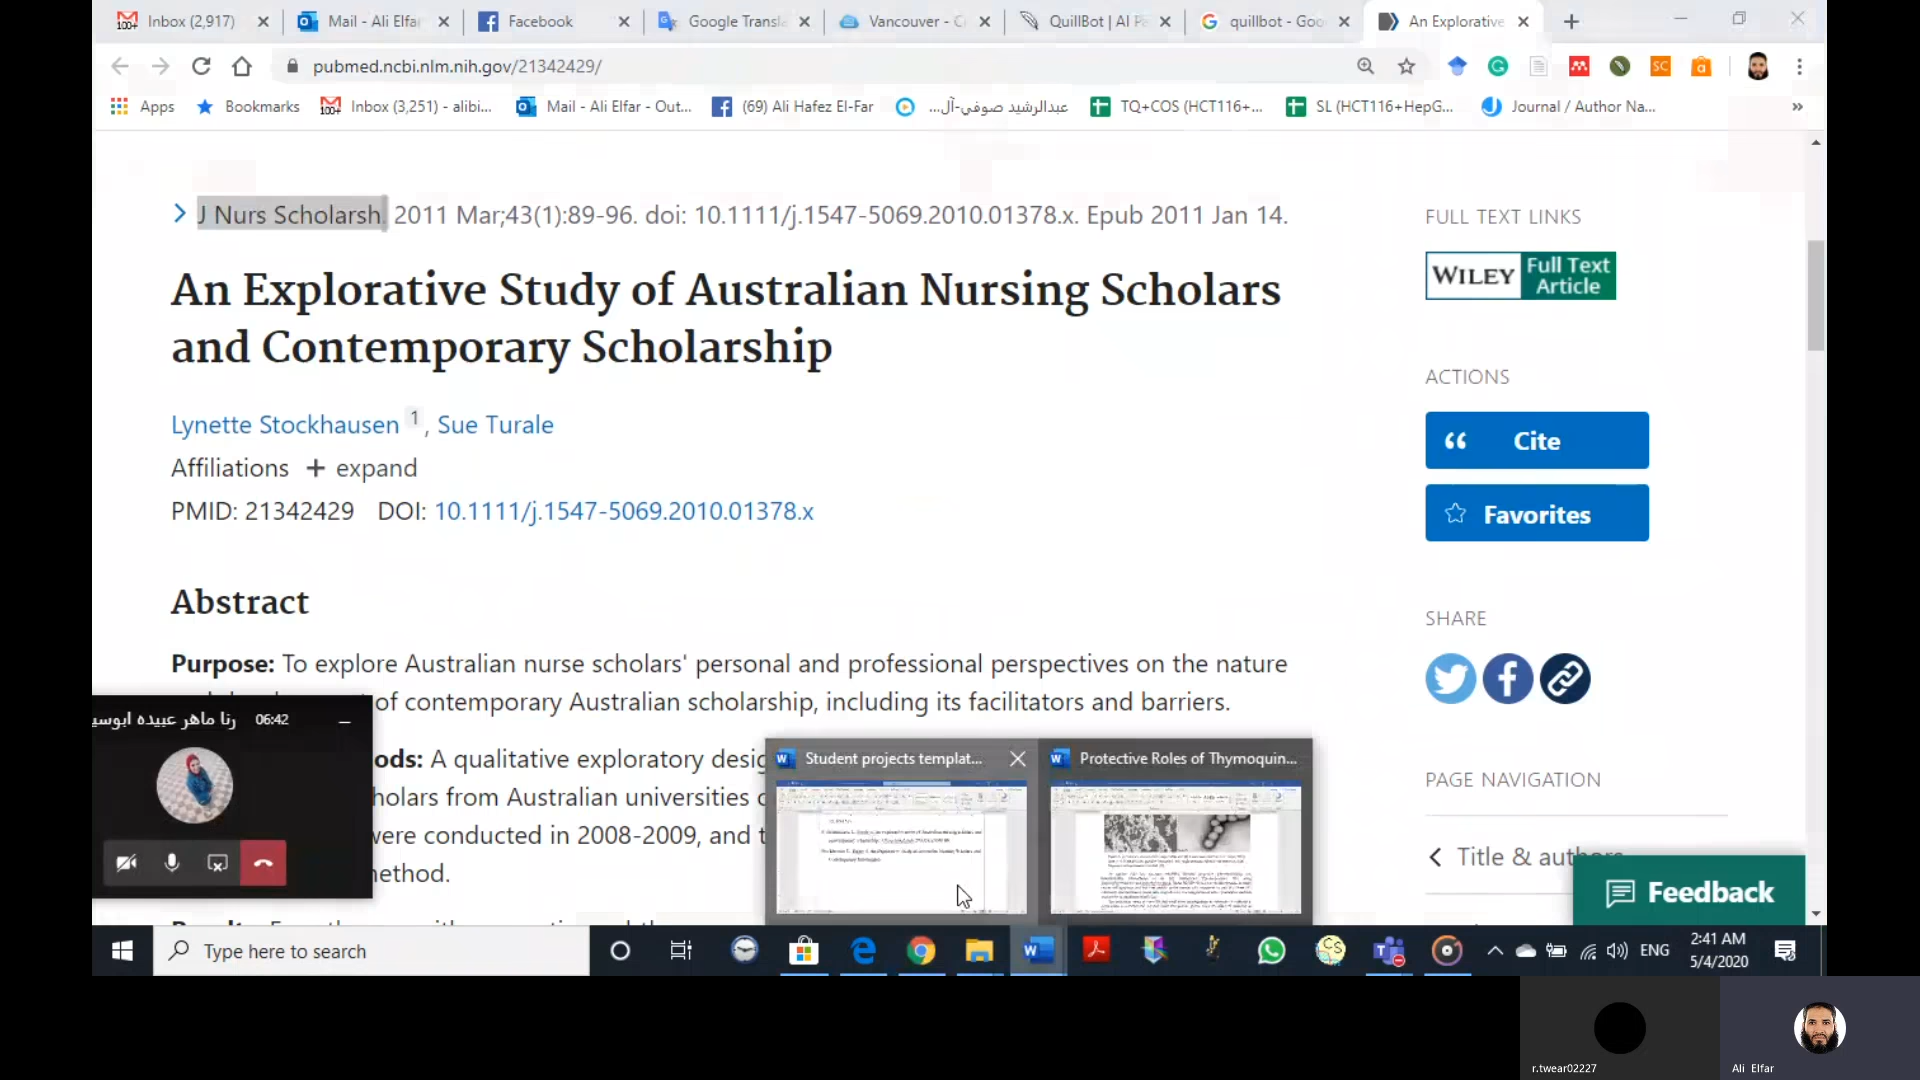 Inbox (2,917)
Mail - Ali Elfa
Facebook
Google Transla
Vancouver - C
QuillBot | AI P
quillbot - Goo
An Explorative
pubmed.ncbi.nlm.nih.gov/21342429/
Apps
Bookmarks
Inbox (3,251) - alibi...
Mail - Ali Elfar - Out...
(69) Ali Hafez El-Far
عبدالرشيد صوفي-آل...
TQ+COS (HCT116+...
SL (HCT116+HepG...
Journal / Author Na...
J Nurs Scholarsh. 2011 Mar;43(1):89-96. doi: 10.1111/j.1547-5069.2010.01378.x. Epub 2011 Jan 14.
An Explorative Study of Australian Nursing Scholars
and Contemporary Scholarship
Lynette Stockhausen 1, Sue Turale
Affiliations + expand
PMID: 21342429 DOI: 10.1111/j.1547-5069.2010.01378.x
Abstract
Purpose: To explore Australian nurse scholars' personal and professional perspectives on the nature
of contemporary Australian scholarship, including its facilitators and barriers.
ods: A qualitative exploratory desig
holars from Australian universities
were conducted in 2008-2009, and t
ethod.
FULL TEXT LINKS
WILEY Full Text
Article
ACTIONS
Cite
Favorites
SHARE
PAGE NAVIGATION
Title & authors
Feedback
رنا ماهر عبيده ابوسي
06:42
Student projects templat...
Protective Roles of Thymoquin...
Type here to search
ENG
2:41 AM
5/4/2020
r.twear02227
Ali Elfar